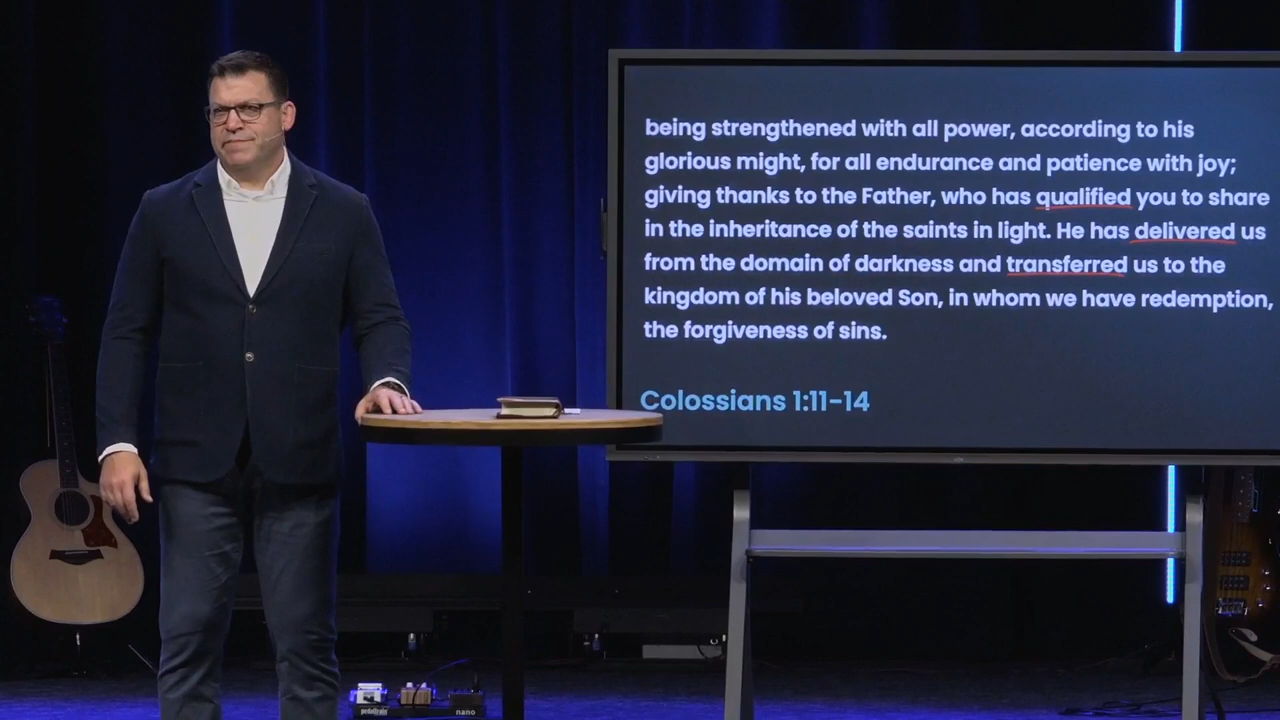 being strengthened with all power, according to his
glorious might, for all endurance and patience with joy;
giving thanks to the Father, who has qualified you to share
in the inheritance of the saints in light. He has delivered us
from the domain of darkness and transferred us to the
kingdom of his beloved Son, in whom we have redemption,
the forgiveness of sins.
Colossians 1:11-14
pedaltrain
nano